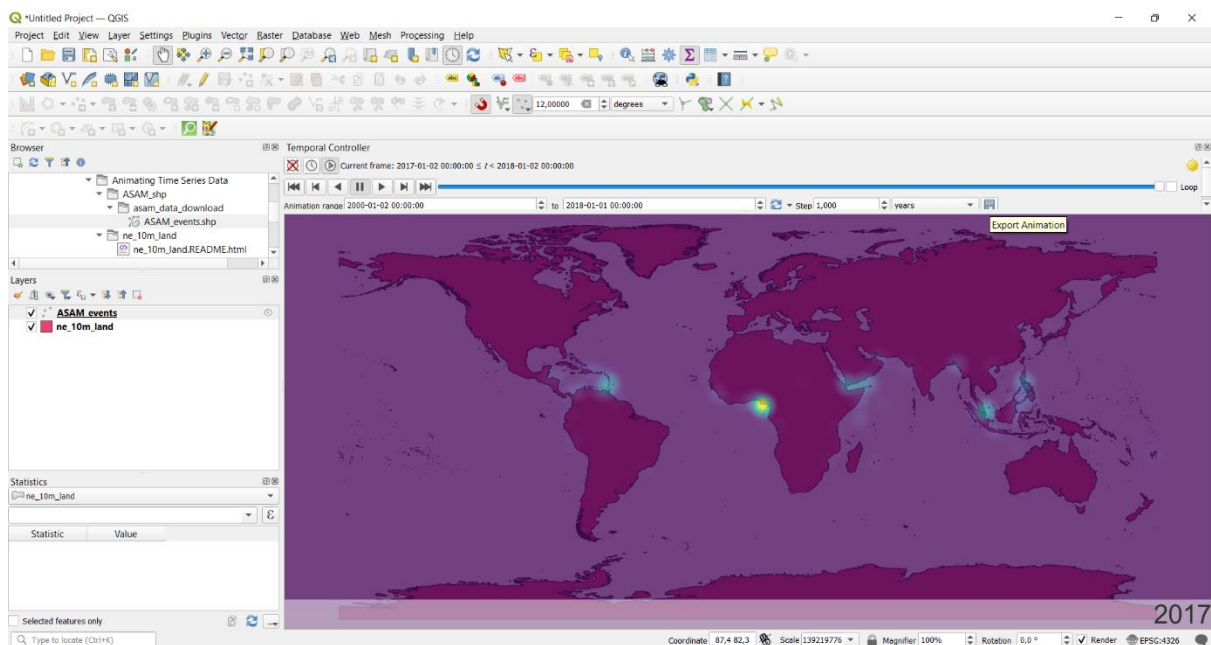 *Untitled Project — QGIS
Project Edit View Layer Settings Plugins Vector Raster Database Web Mesh Processing Help
12,00000 degrees
Browser
Temporal Controller
Current frame: 2017-01-02 00:00:00 ≤ t < 2018-01-02 00:00:00
Animating Time Series Data
ASAM_shp
asam_data_download
ASAM_events.shp
ne_10m_land
ne_10m_land.README.html
Loop
Animation range 2000-01-02 00:00:00 to 2018-01-01 00:00:00 Step 1,000 years
Export Animation
Layers
ASAM events
ne_10m_land
Statistics
ne_10m_land
Statistic Value
Selected features only
2017
Type to locate (Ctrl+K)
Coordinate 87,4 82,3 Scale 139219776 Magnifier 100% Rotation 0,0 ° Render EPSG:4326